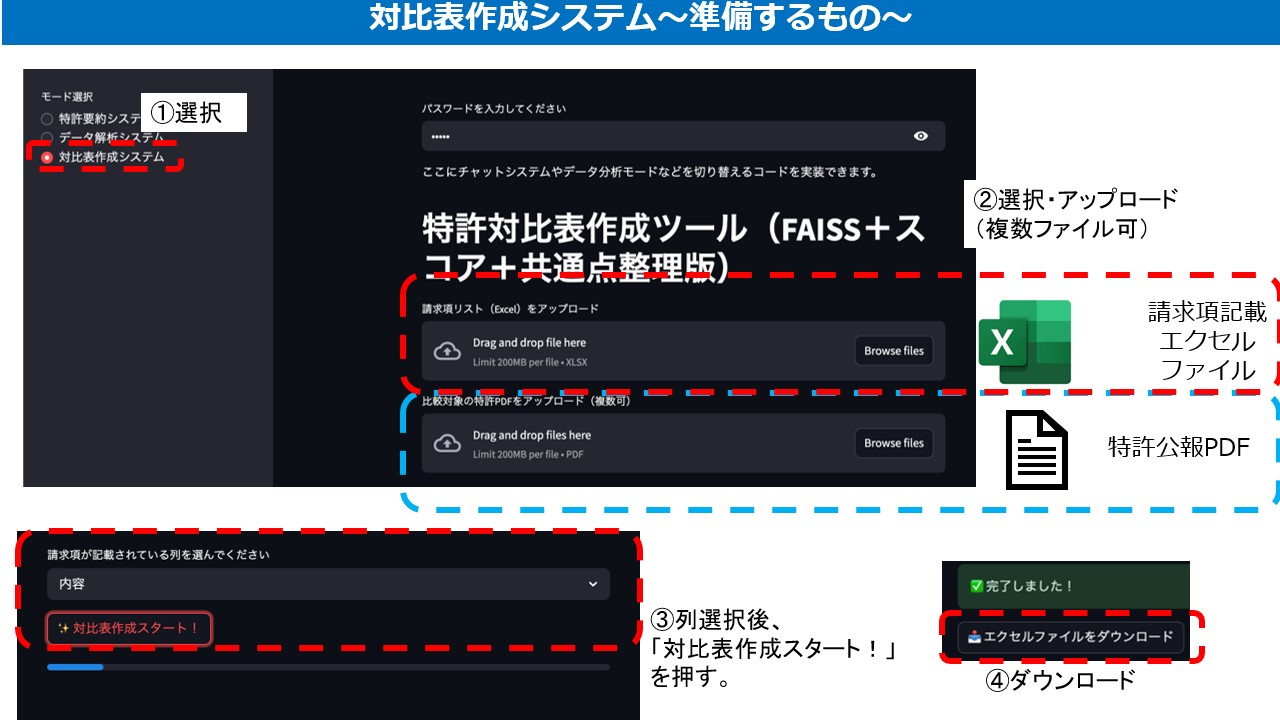 対比表作成システム～準備するもの～
モード選択
特許要約システ
①選択
データ解析システム
対比表作成システム
パスワードを入力してください
•••••
ここにチャットシステムやデータ分析モードなどを切り替えるコードを実装できます。
②選択・アップロード
（複数ファイル可）
特許対比表作成ツール（FAISS＋ス
コア＋共通点整理版）
請求項リスト（Excel）をアップロード
Drag and drop file here
Limit 200MB per file • XLSX
Browse files
X
請求項記載
エクセル
ファイル
比較対象の特許PDFをアップロード（複数可）
Drag and drop files here
Limit 200MB per file • PDF
Browse files
特許公報PDF
請求項が記載されている列を選んでください
内容
✨対比表作成スタート！
③列選択後、
「対比表作成スタート！」
を押す。
✅完了しました！
📥エクセルファイルをダウンロード
④ダウンロード